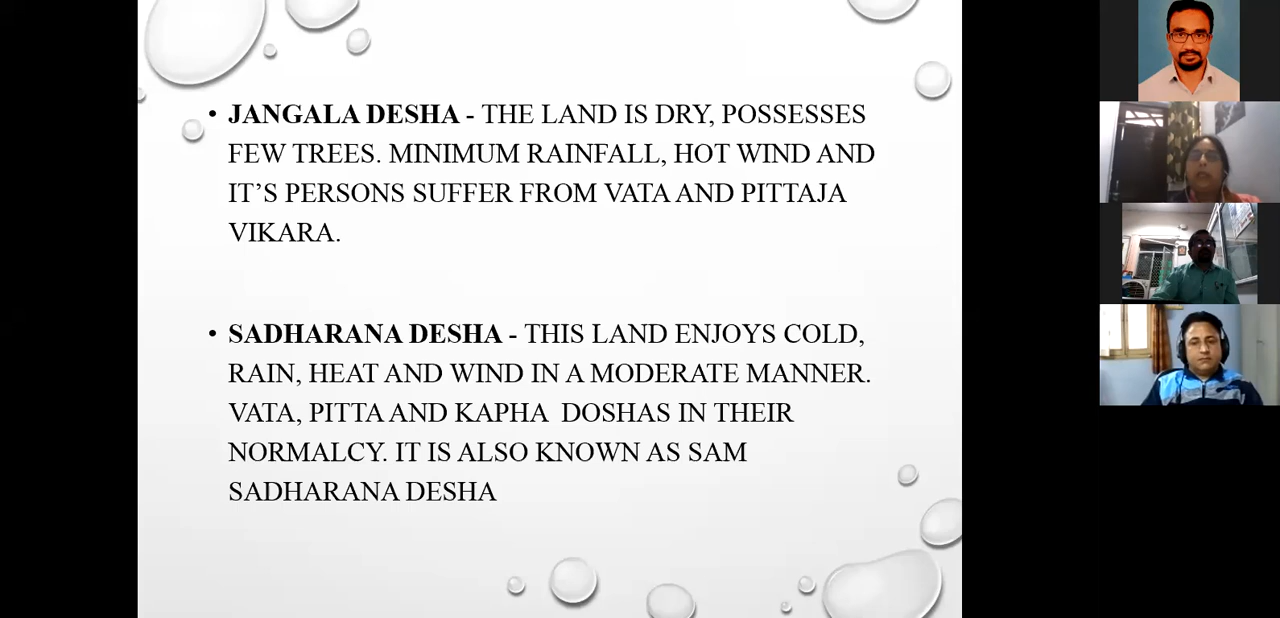 • JANGALA DESHA - THE LAND IS DRY, POSSESSES
FEW TREES. MINIMUM RAINFALL, HOT WIND AND
IT’S PERSONS SUFFER FROM VATA AND PITTAJA
VIKARA.
• SADHARANA DESHA - THIS LAND ENJOYS COLD,
RAIN, HEAT AND WIND IN A MODERATE MANNER.
VATA, PITTA AND KAPHA  DOSHAS IN THEIR
NORMALCY. IT IS ALSO KNOWN AS SAM
SADHARANA DESHA